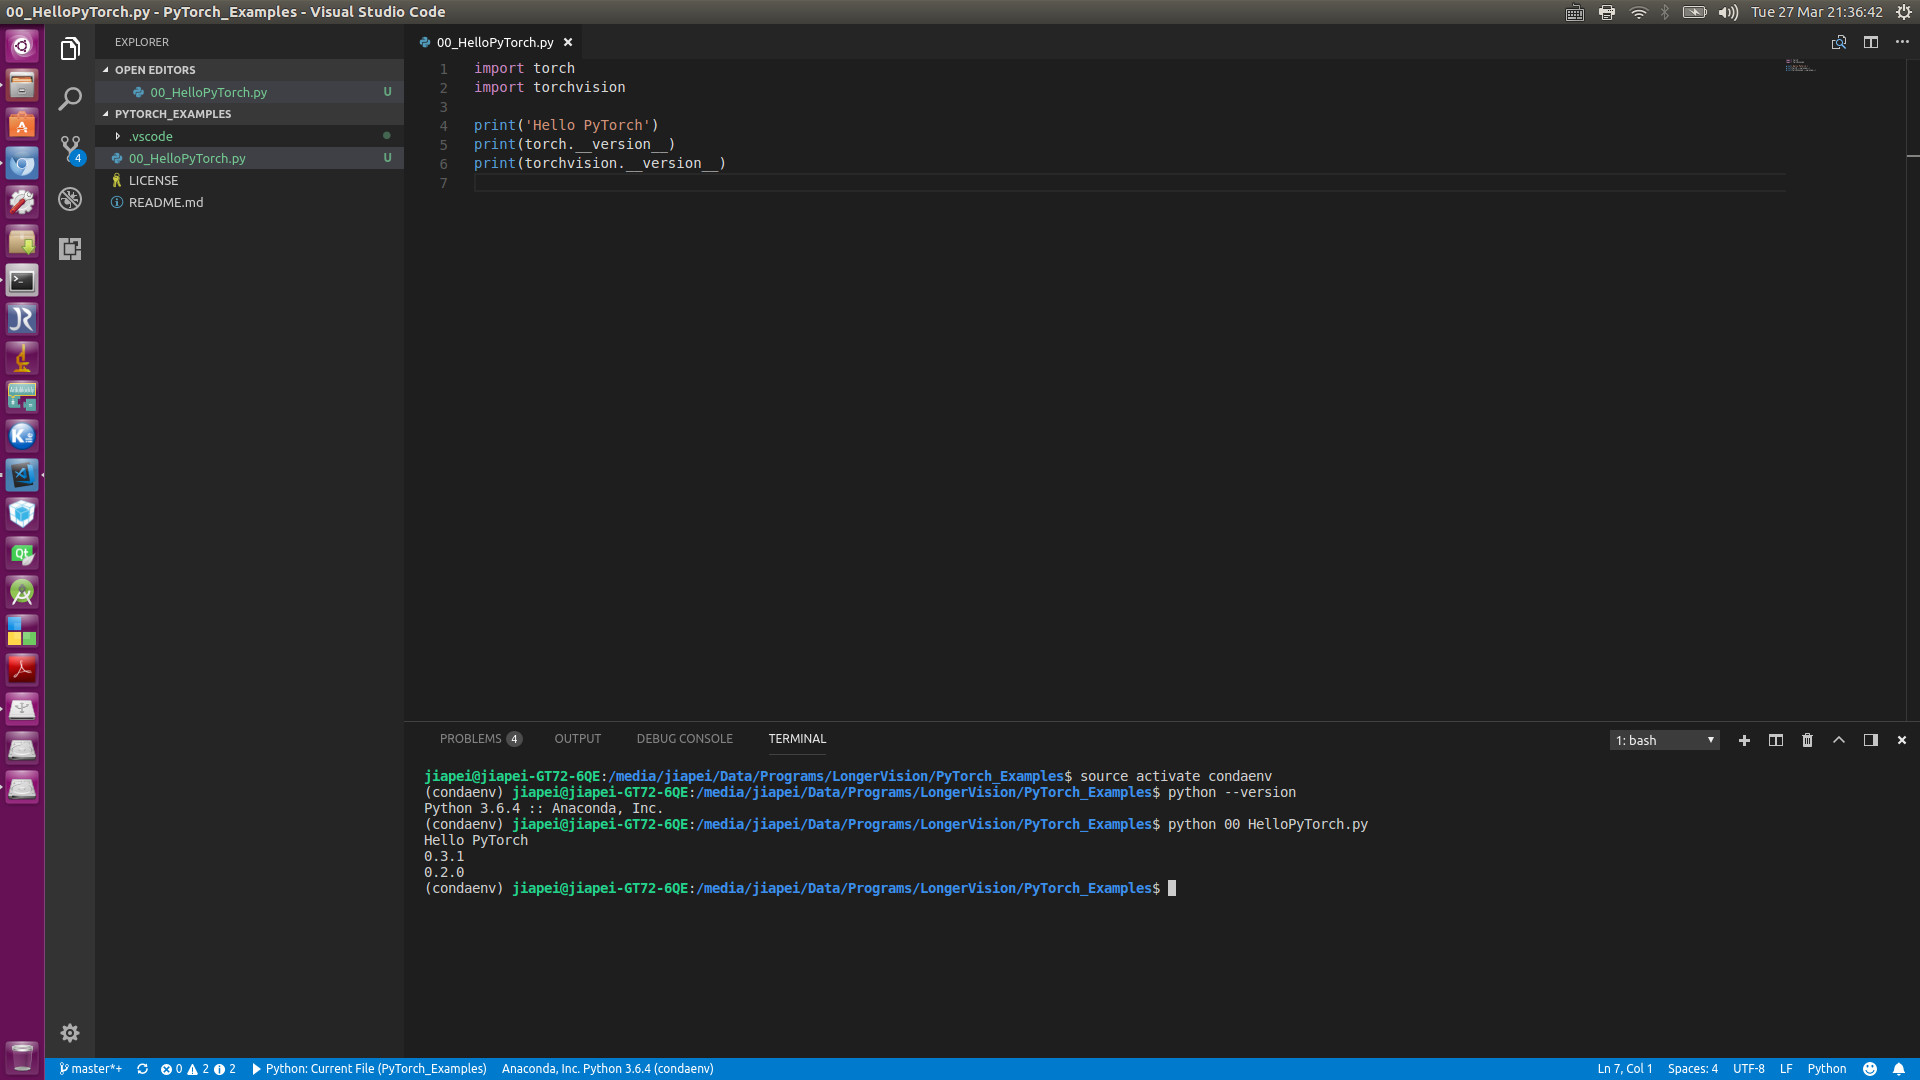 00_HelloPyTorch.py - PyTorch_Examples - Visual Studio Code
Tue 27 Mar 21:36:42
EXPLORER
OPEN EDITORS
00_HelloPyTorch.py U
PYTORCH_EXAMPLES
.vscode
4
00_HelloPyTorch.py U
LICENSE
README.md
00_HelloPyTorch.py
1 import torch
2 import torchvision
3
4 print('Hello PyTorch')
5 print(torch.__version__)
6 print(torchvision.__version__)
7
PROBLEMS 4 OUTPUT DEBUG CONSOLE TERMINAL 1: bash
jiapei@jiapei-GT72-6QE:/media/jiapei/Data/Programs/LongerVision/PyTorch_Examples$ source activate condaenv
(condaenv) jiapei@jiapei-GT72-6QE:/media/jiapei/Data/Programs/LongerVision/PyTorch_Examples$ python --version
Python 3.6.4 :: Anaconda, Inc.
(condaenv) jiapei@jiapei-GT72-6QE:/media/jiapei/Data/Programs/LongerVision/PyTorch_Examples$ python 00 HelloPyTorch.py
Hello PyTorch
0.3.1
0.2.0
(condaenv) jiapei@jiapei-GT72-6QE:/media/jiapei/Data/Programs/LongerVision/PyTorch_Examples$
master*+ 0 2 2 Python: Current File (PyTorch_Examples) Anaconda, Inc. Python 3.6.4 (condaenv) Ln 7, Col 1 Spaces: 4 UTF-8 LF Python